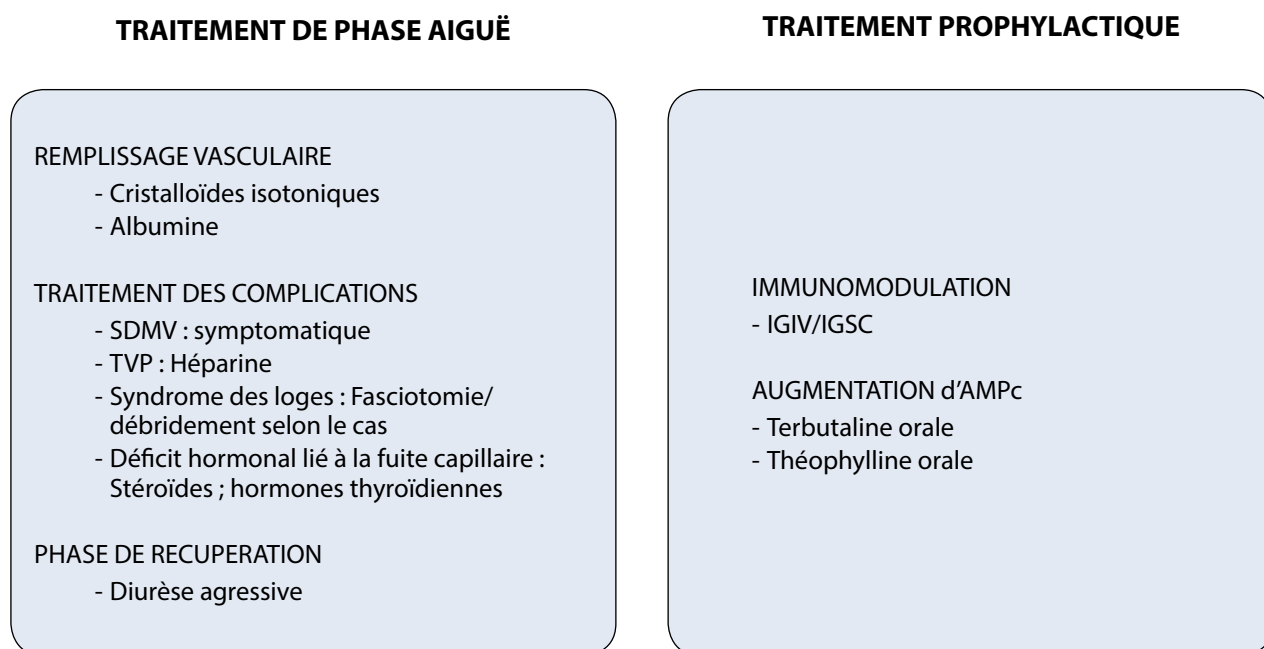 TRAITEMENT DE PHASE AIGUË
REMPLISSAGE VASCULAIRE
- Cristalloïdes isotoniques
- Albumine
TRAITEMENT DES COMPLICATIONS
- SDMV : symptomatique
- TVP : Héparine
- Syndrome des loges : Fasciotomie/
débridement selon le cas
- Déficit hormonal lié à la fuite capillaire :
Stéroïdes ; hormones thyroïdiennes
PHASE DE RECUPERATION
- Diurèse agressive
TRAITEMENT PROPHYLACTIQUE
IMMUNOMODULATION
- IGIV/IGSC
AUGMENTATION d'AMPc
- Terbutaline orale
- Théophylline orale